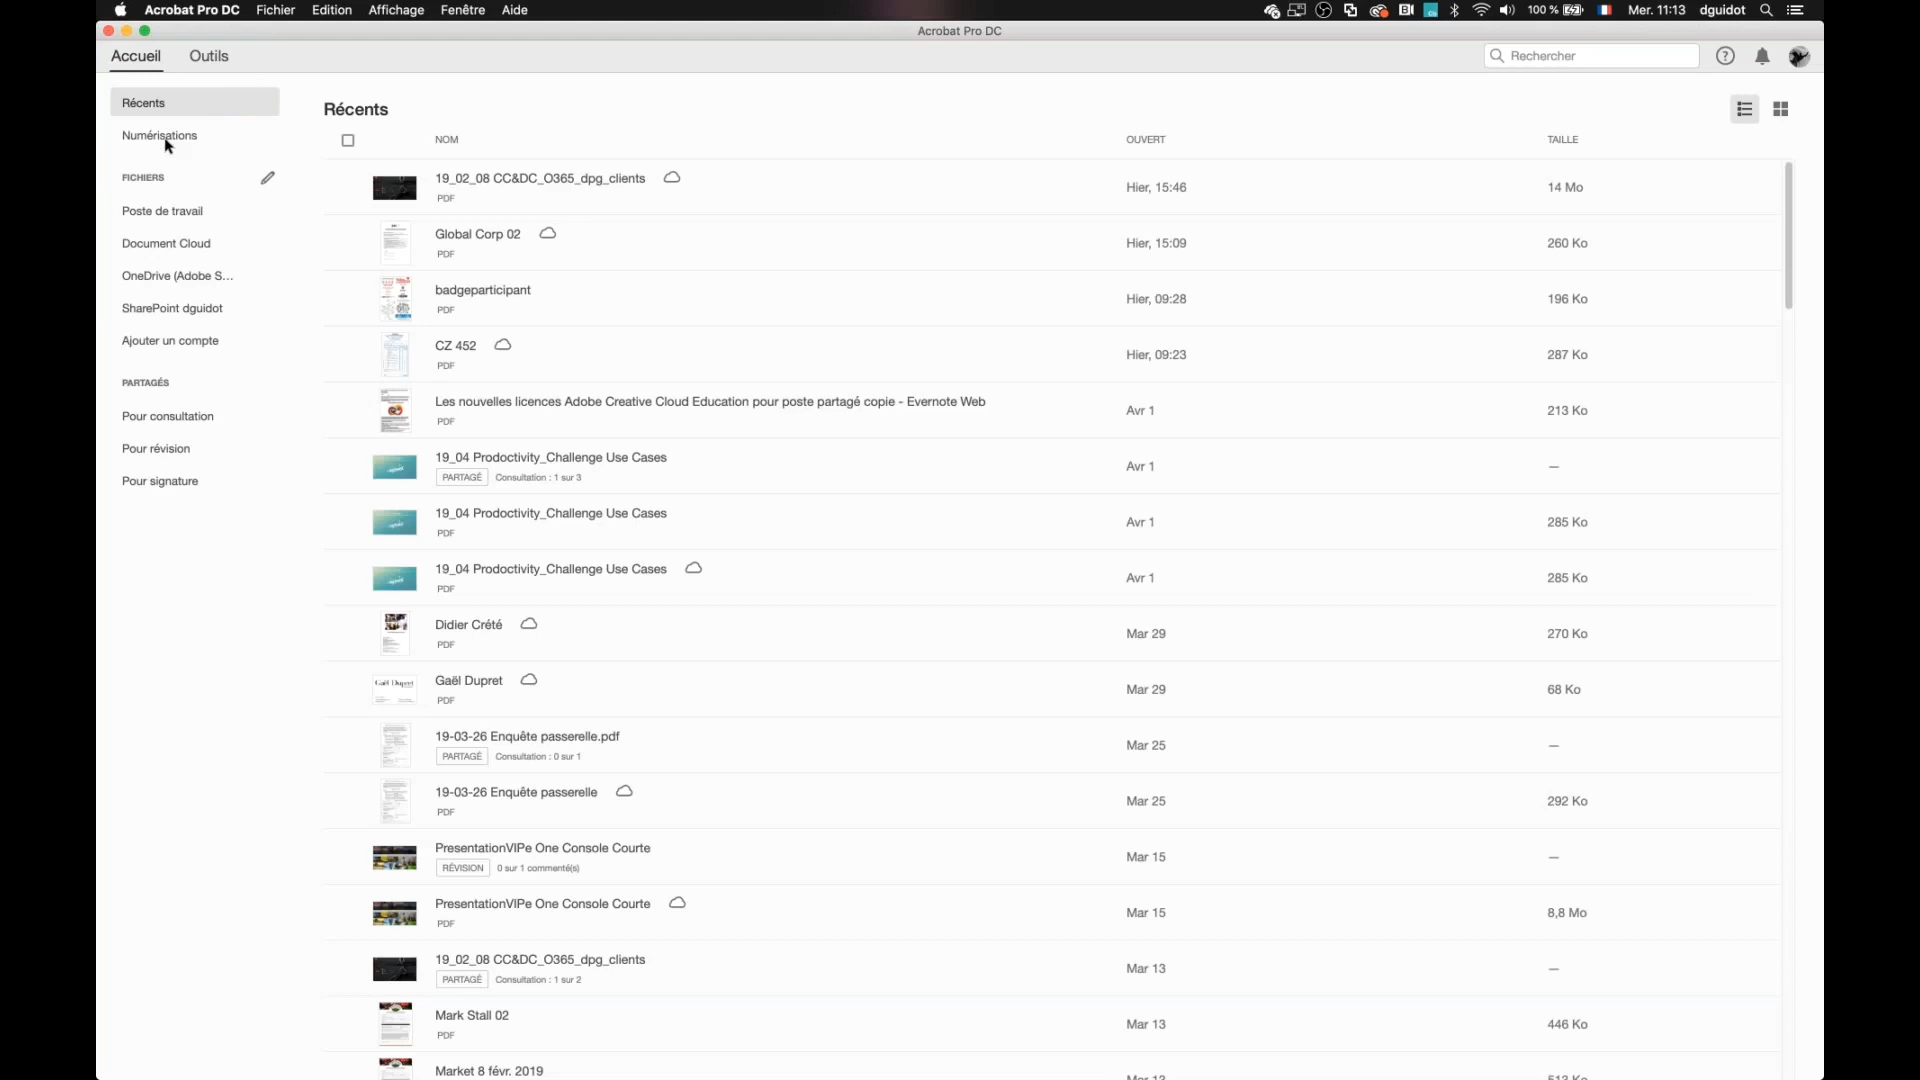 Acrobat Pro DC Fichier Edition Affichage Fenêtre Aide 100 % Mer. 11:13 dguidot
Acrobat Pro DC
Accueil Outils Rechercher
Récents
Numérisations
FICHIERS
Poste de travail
Document Cloud
OneDrive (Adobe S...
SharePoint dguidot
Ajouter un compte
PARTAGÉS
Pour consultation
Pour révision
Pour signature
Récents
NOM OUVERT TAILLE
19_02_08 CC&DC_O365_dpg_clients
PDF
Hier, 15:46 14 Mo
Global Corp 02
PDF
Hier, 15:09 260 Ko
badgeparticipant
PDF
Hier, 09:28 196 Ko
CZ 452
PDF
Hier, 09:23 287 Ko
Les nouvelles licences Adobe Creative Cloud Education pour poste partagé copie - Evernote Web
PDF
Avr 1 213 Ko
19_04 Prodoctivity_Challenge Use Cases
PARTAGÉ Consultation : 1 sur 3
Avr 1 —
19_04 Prodoctivity_Challenge Use Cases
PDF
Avr 1 285 Ko
19_04 Prodoctivity_Challenge Use Cases
PDF
Avr 1 285 Ko
Didier Crété
PDF
Mar 29 270 Ko
Gaël Dupret
Gaël Dupret
PDF
Mar 29 68 Ko
19-03-26 Enquête passerelle.pdf
PARTAGÉ Consultation : 0 sur 1
Mar 25 —
19-03-26 Enquête passerelle
PDF
Mar 25 292 Ko
PresentationVIPe One Console Courte
RÉVISION 0 sur 1 commenté(s)
Mar 15 —
PresentationVIPe One Console Courte
PDF
Mar 15 8,8 Mo
19_02_08 CC&DC_O365_dpg_clients
PARTAGÉ Consultation : 1 sur 2
Mar 13 —
Mark Stall 02
PDF
Mar 13 446 Ko
Market 8 févr. 2019
Mar 13 513 Ko